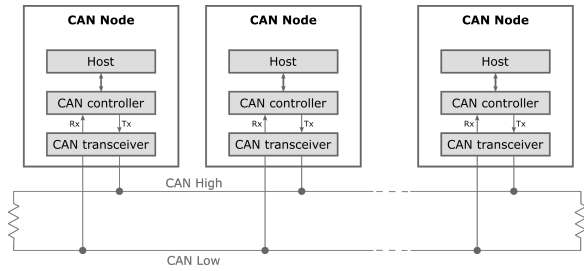 CAN Node
Host
CAN controller
Rx
Tx
CAN transceiver
CAN Node
Host
CAN controller
Rx
Tx
CAN transceiver
CAN Node
Host
CAN controller
Rx
Tx
CAN transceiver
CAN High
CAN Low